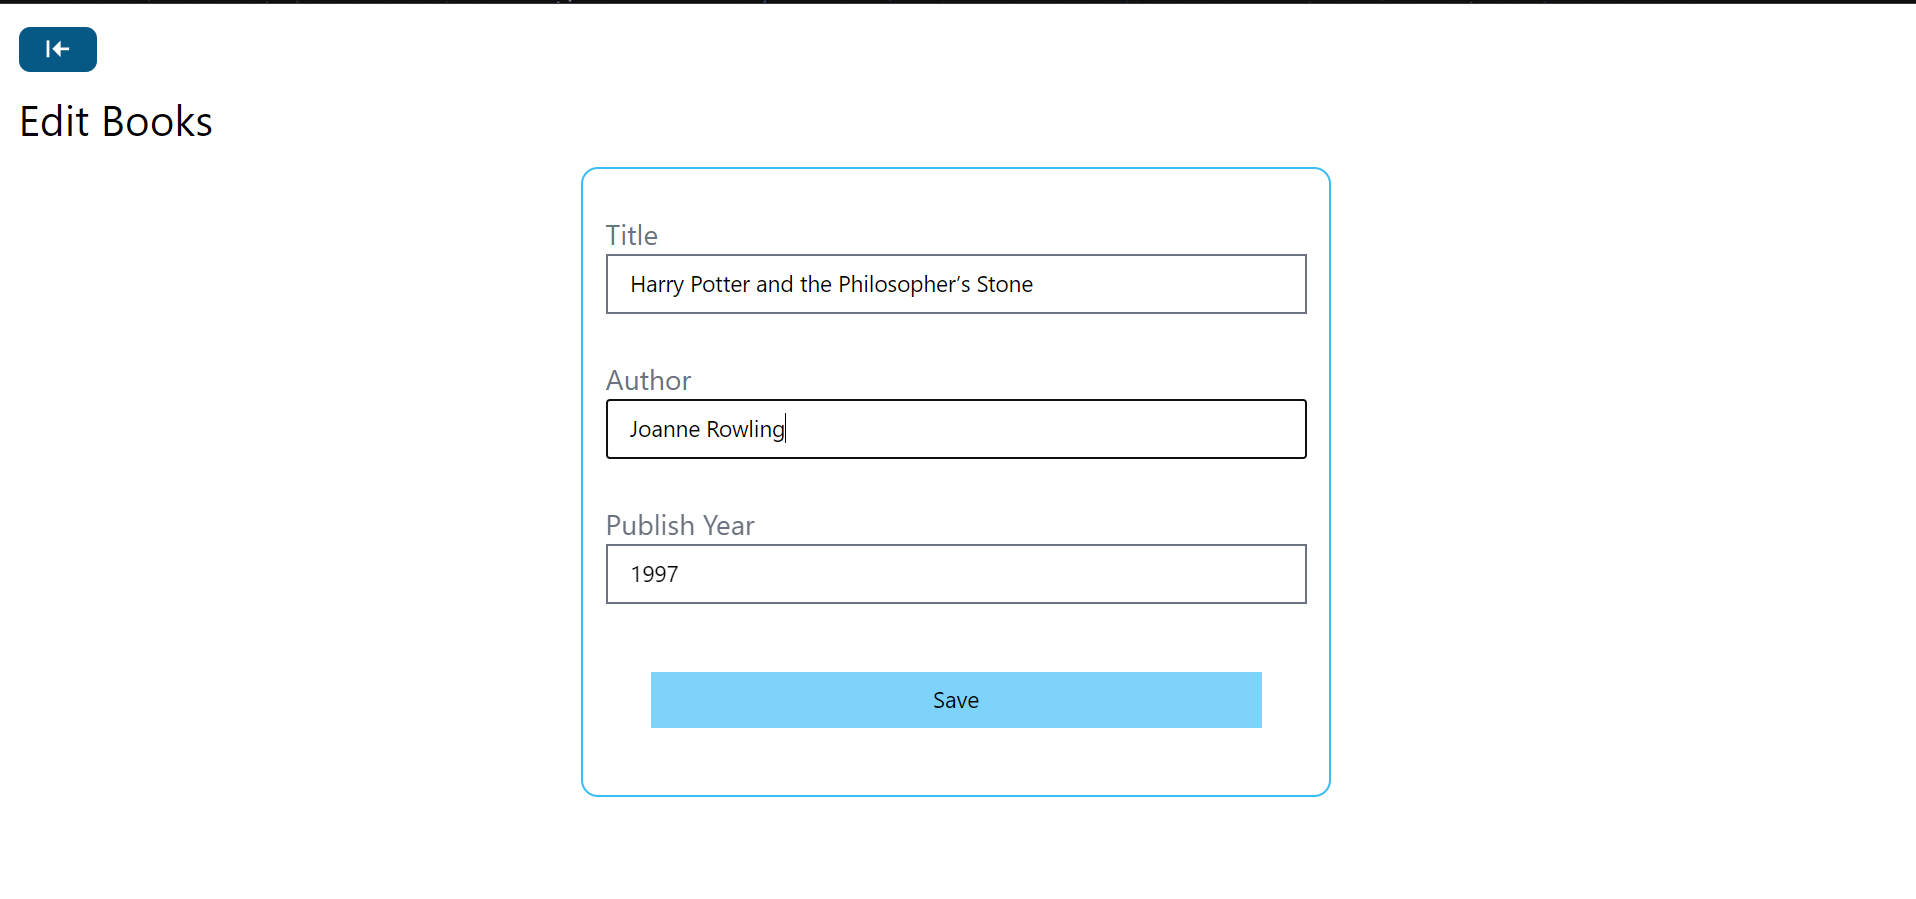 Edit Books
Title
Harry Potter and the Philosopher’s Stone
Author
Joanne Rowling
Publish Year
1997
Save